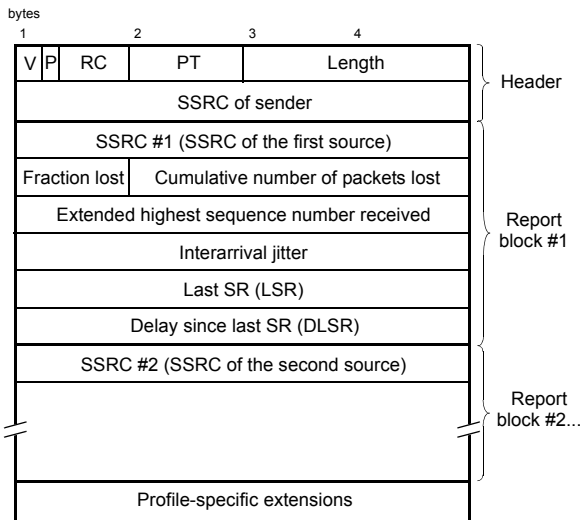 bytes
1 2 3 4
V P RC PT Length
Header
SSRC of sender
SSRC #1 (SSRC of the first source)
Fraction lost Cumulative number of packets lost
Extended highest sequence number received
Report
block #1
Interarrival jitter
Last SR (LSR)
Delay since last SR (DLSR)
SSRC #2 (SSRC of the second source)
Report
block #2...
Profile-specific extensions